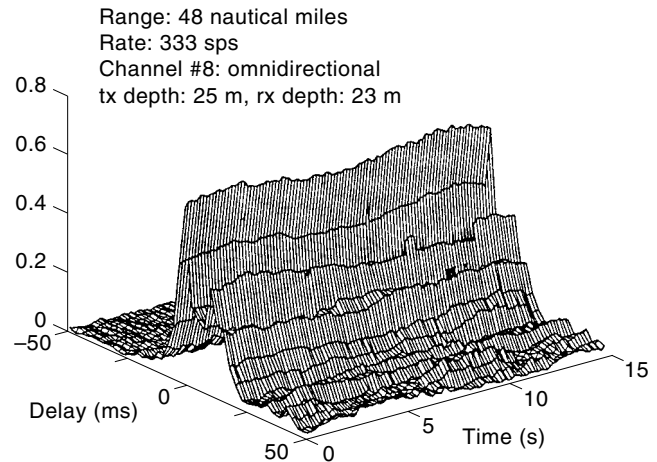 Range: 48 nautical miles
Rate: 333 sps
Channel #8: omnidirectional
tx depth: 25 m, rx depth: 23 m
0.8
0.6
0.4
0.2
0
–50
0
50
Delay (ms)
0
5
10
15
Time (s)